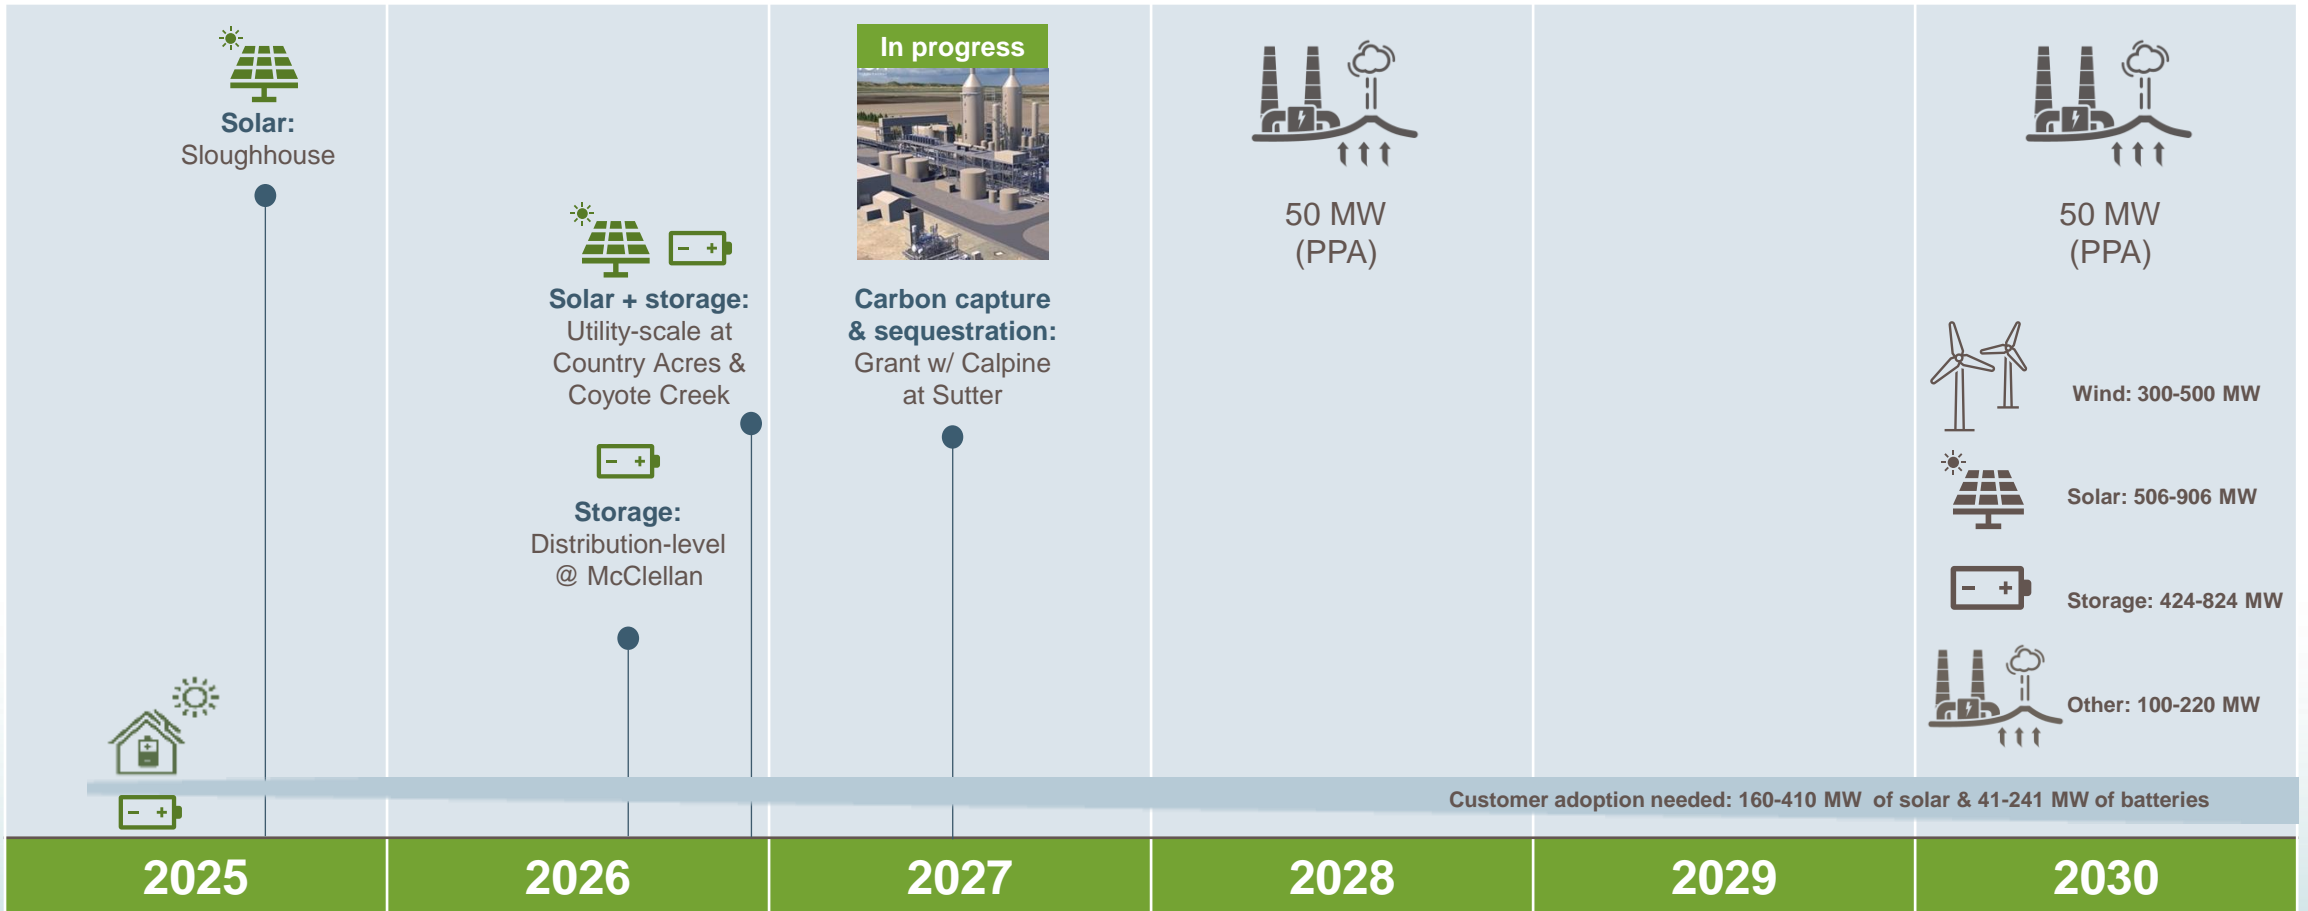 Solar:
Sloughhouse
Solar + storage:
Utility-scale at
Country Acres &
Coyote Creek
Storage:
Distribution-level
@ McClellan
In progress
Carbon capture
& sequestration:
Grant w/ Calpine
at Sutter
50 MW
(PPA)
50 MW
(PPA)
Wind: 300-500 MW
Solar: 506-906 MW
Storage: 424-824 MW
Other: 100-220 MW
Customer adoption needed: 160-410 MW of solar & 41-241 MW of batteries
2025
2026
2027
2028
2029
2030